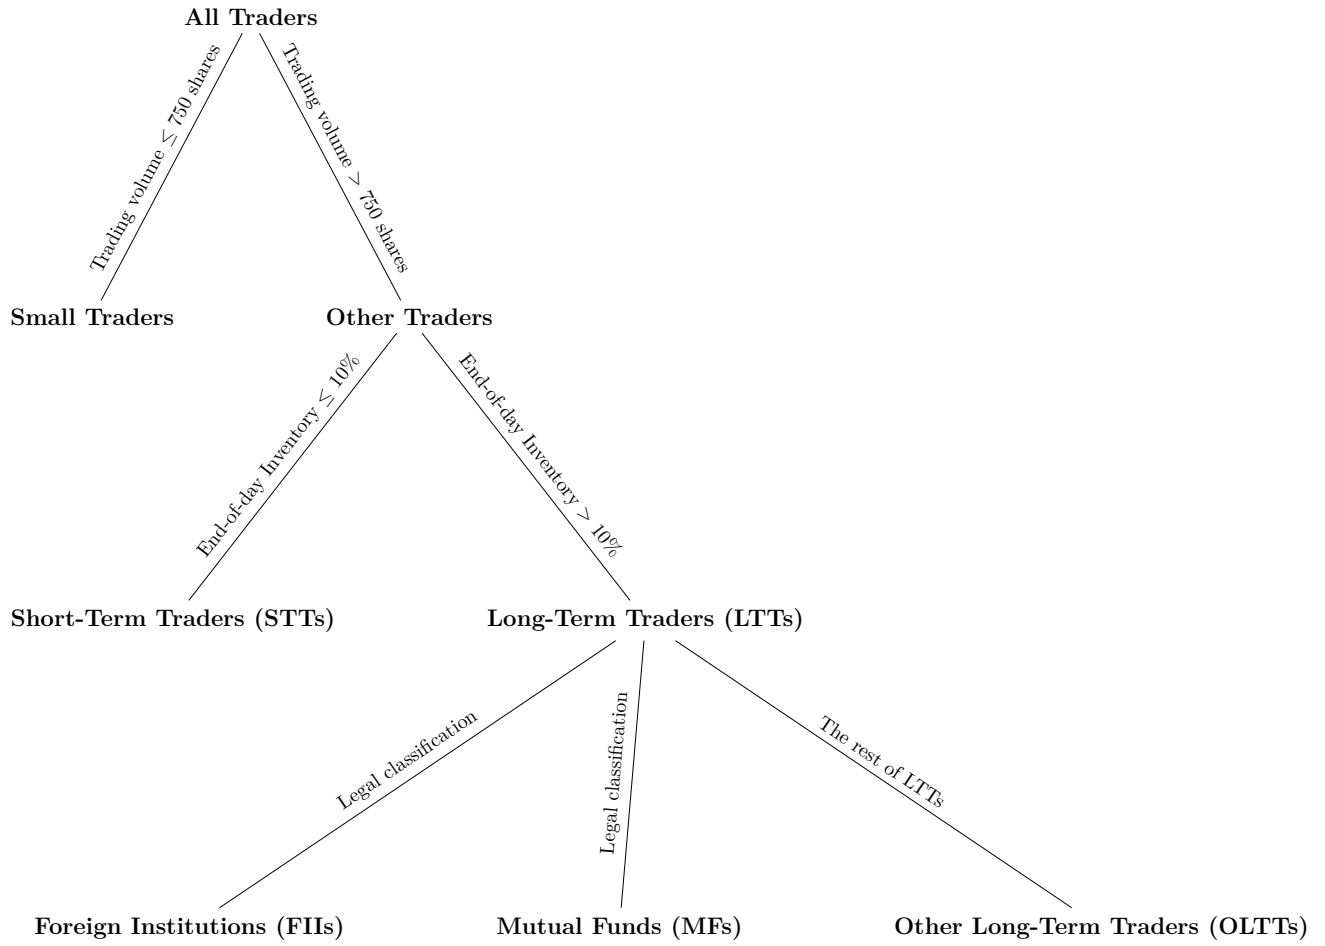 All Traders
Trading volume ≤ 750 shares
Trading volume > 750 shares
Small Traders
Other Traders
End-of-day Inventory ≤ 10%
End-of-day Inventory > 10%
Short-Term Traders (STTs)
Long-Term Traders (LTTs)
Legal classification
Legal classification
The rest of LTTs
Foreign Institutions (FIIs)
Mutual Funds (MFs)
Other Long-Term Traders (OLTTs)